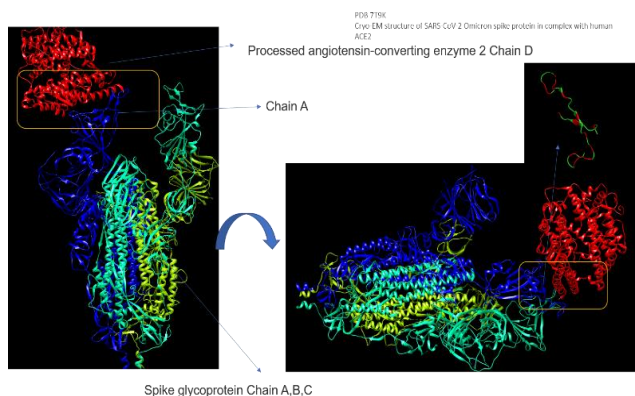 PDB 7T9K
Cryo-EM structure of SARS-CoV-2 Omicron spike protein in complex with human
ACE2
Processed angiotensin-converting enzyme 2 Chain D
Chain A
Spike glycoprotein Chain A,B,C